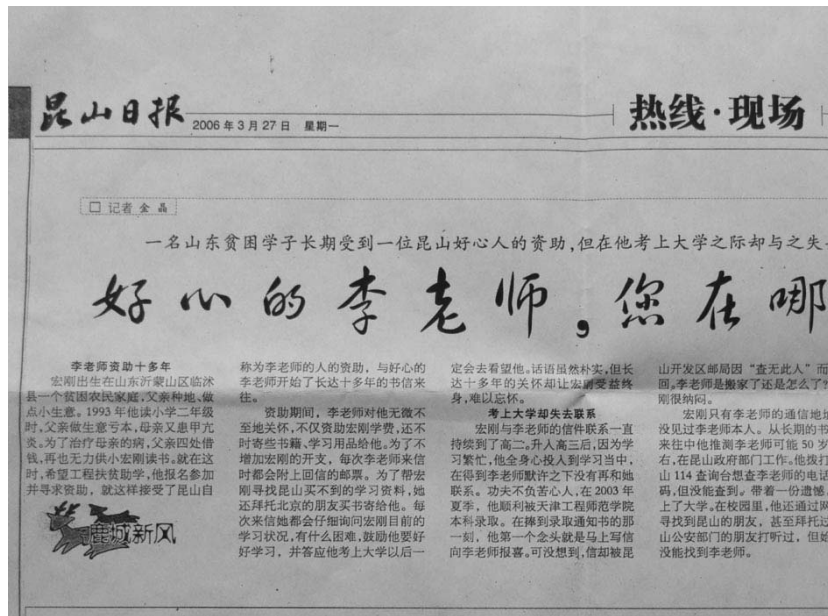 昆山日报
2006年3月27日 星期一
热线·现场
□ 记者 金晶
一名山东贫困学子长期受到一位昆山好心人的资助,但在他考上大学之际却与之失
好心的李老师,您在哪
李老师资助十多年
宏刚出生在山东沂蒙山区临沭
县一个贫困农民家庭,父亲种地、做
点小生意。1993年他读小学二年级
时,父亲做生意亏本,母亲又患甲亢
炎。为了治疗母亲的病,父亲四处借
钱,再也无力供小宏刚读书。就在这
时,希望工程扶贫助学,他报名参加
并寻求资助,就这样接受了昆山自
鹿城新风
称为李老师的人的资助,与好心的
李老师开始了长达十多年的书信来
往。
资助期间,李老师对他无微不
至地关怀,不仅资助宏刚学费,还不
时寄些书籍、学习用品给他。为了不
增加宏刚的开支,每次李老师来信
时都会附上回信的邮票。为了帮宏
刚寻找昆山买不到的学习资料,她
还拜托北京的朋友买书寄给他。每
次来信她都会仔细询问宏刚目前的
学习状况,有什么困难,鼓励他要好
好学习,并答应他考上大学以后一
定会去看望他。话语虽然朴实,但长
达十多年的关怀却让宏刚受益终
身,难以忘怀。
考上大学却失去联系
宏刚与李老师的信件联系一直
持续到了高二。升入高三后,因为学
习繁忙,他全身心投入到学习当中,
在得到李老师默许之下没有再和她
联系。功夫不负苦心人,在2003年
夏季,他顺利被天津工程师范学院
本科录取。在捧到录取通知书的那
一刻,他第一个念头就是马上写信
向李老师报喜。可没想到,信却被昆
山开发区邮局因“查无此人”而
回。李老师是搬家了还是怎么了?
刚很纳闷。
宏刚只有李老师的通信地
没见过李老师本人。从长期的书
来往中他推测李老师可能50岁
右,在昆山政府部门工作。他拨打
山114查询台想查李老师的电话
码,但没能查到。带着一份遗憾
上了大学。在校园里,他还通过网
寻找到昆山的朋友,甚至拜托过
山公安部门的朋友打听过,但始
没能找到李老师。